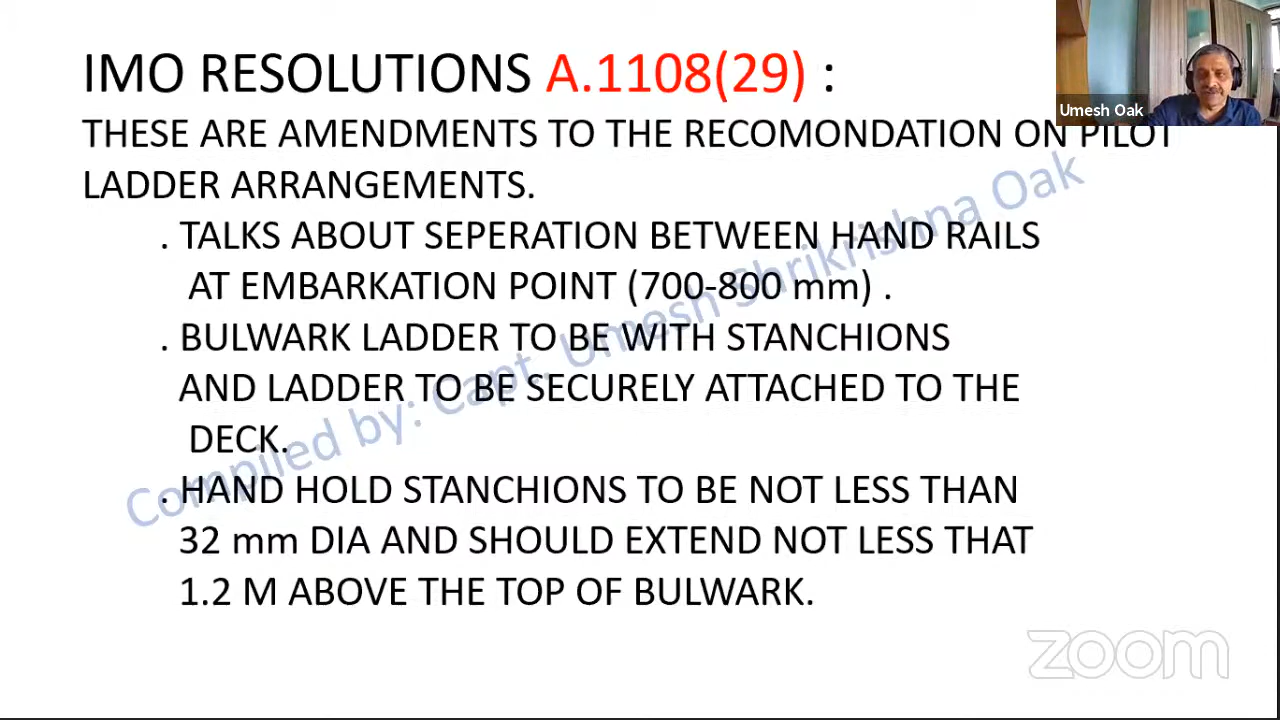 IMO RESOLUTIONS A.1108(29) :
Umesh Oak
THESE ARE AMENDMENTS TO THE RECOMONDATION ON PILOT
LADDER ARRANGEMENTS.
. TALKS ABOUT SEPERATION BETWEEN HAND RAILS
AT EMBARKATION POINT (700-800 mm) .
. BULWARK LADDER TO BE WITH STANCHIONS
AND LADDER TO BE SECURELY ATTACHED TO THE
DECK.
. HAND HOLD STANCHIONS TO BE NOT LESS THAN
32 mm DIA AND SHOULD EXTEND NOT LESS THAT
1.2 M ABOVE THE TOP OF BULWARK.
Compiled by: Capt. Umesh Shrikrishna Oak
zoom